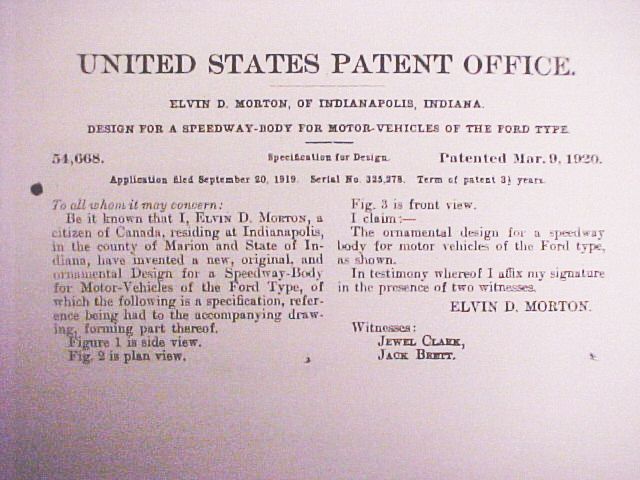 UNITED STATES PATENT OFFICE.
ELVIN D. MORTON, OF INDIANAPOLIS, INDIANA.
DESIGN FOR A SPEEDWAY-BODY FOR MOTOR-VEHICLES OF THE FORD TYPE.
54,668. Specification for Design. Patented Mar. 9, 1920.
Application filed September 20, 1919. Serial No. 325,278. Term of patent 3½ years.
To all whom it may concern:
Be it known that I, ELVIN D. MORTON, a
citizen of Canada, residing at Indianapolis,
in the county of Marion and State of In-
diana, have invented a new, original, and
ornamental Design for a Speedway-Body
for Motor-Vehicles of the Ford Type, of
which the following is a specification, refer-
ence being had to the accompanying draw-
ing, forming part thereof.
Figure 1 is side view.
Fig. 2 is plan view.
Fig. 3 is front view.
I claim:—
The ornamental design for a speedway
body for motor vehicles of the Ford type,
as shown.
In testimony whereof I affix my signature
in the presence of two witnesses.
ELVIN D. MORTON.
Witnesses:
JEWEL CLARK,
JACK BRETT.